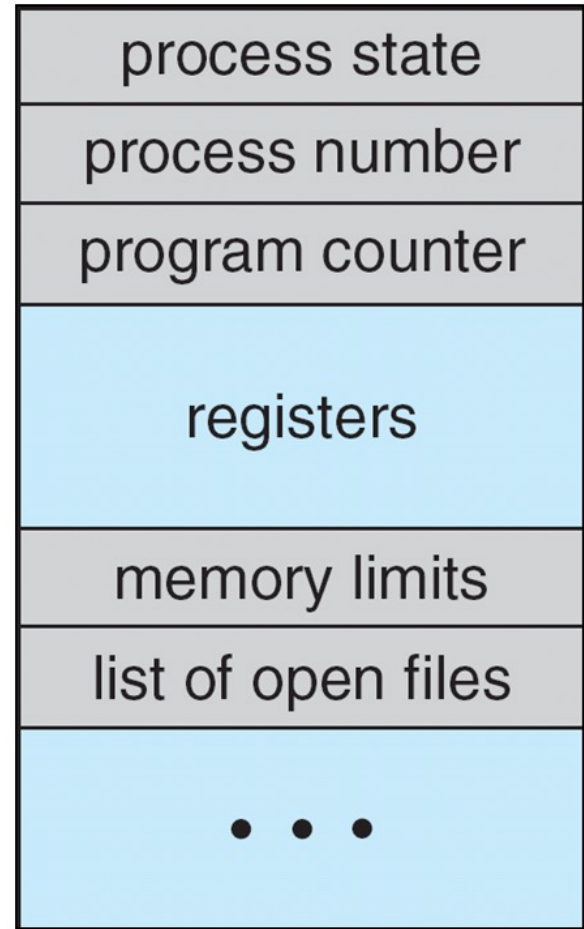 process state
process number
program counter
registers
memory limits
list of open files
• • •